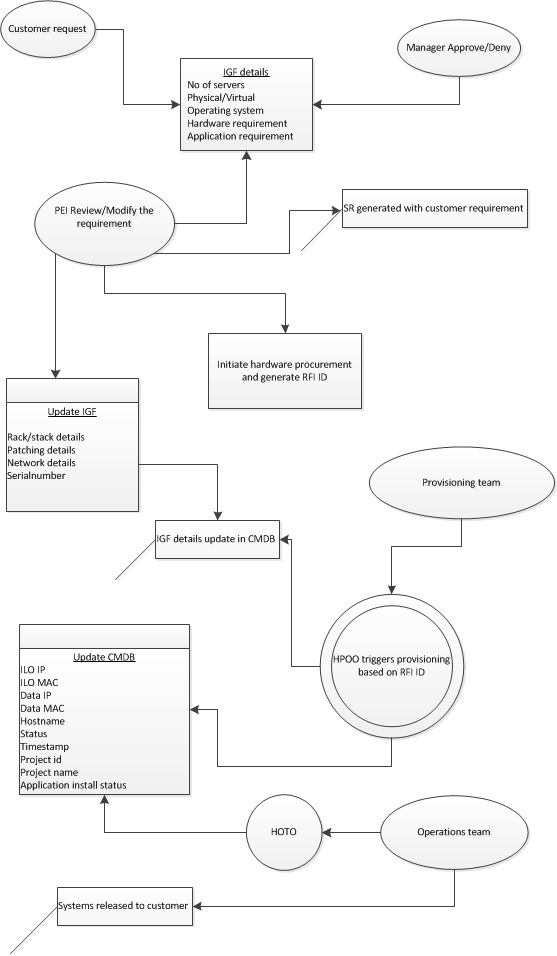 Customer request
Manager Approve/Deny
IGF details
No of servers
Physical/Virtual
Operating system
Hardware requirement
Application requirement
PEI Review/Modify the
requirement
SR generated with customer requirement
Initiate hardware procurement
and generate RFI ID
Update IGF
Rack/stack details
Patching details
Network details
Serialnumber
Provisioning team
IGF details update in CMDB
HPOO triggers provisioning
based on RFI ID
Update CMDB
ILO IP
ILO MAC
Data IP
Data MAC
Hostname
Status
Timestamp
Project id
Project name
Application install status
HOTO
Operations team
Systems released to customer